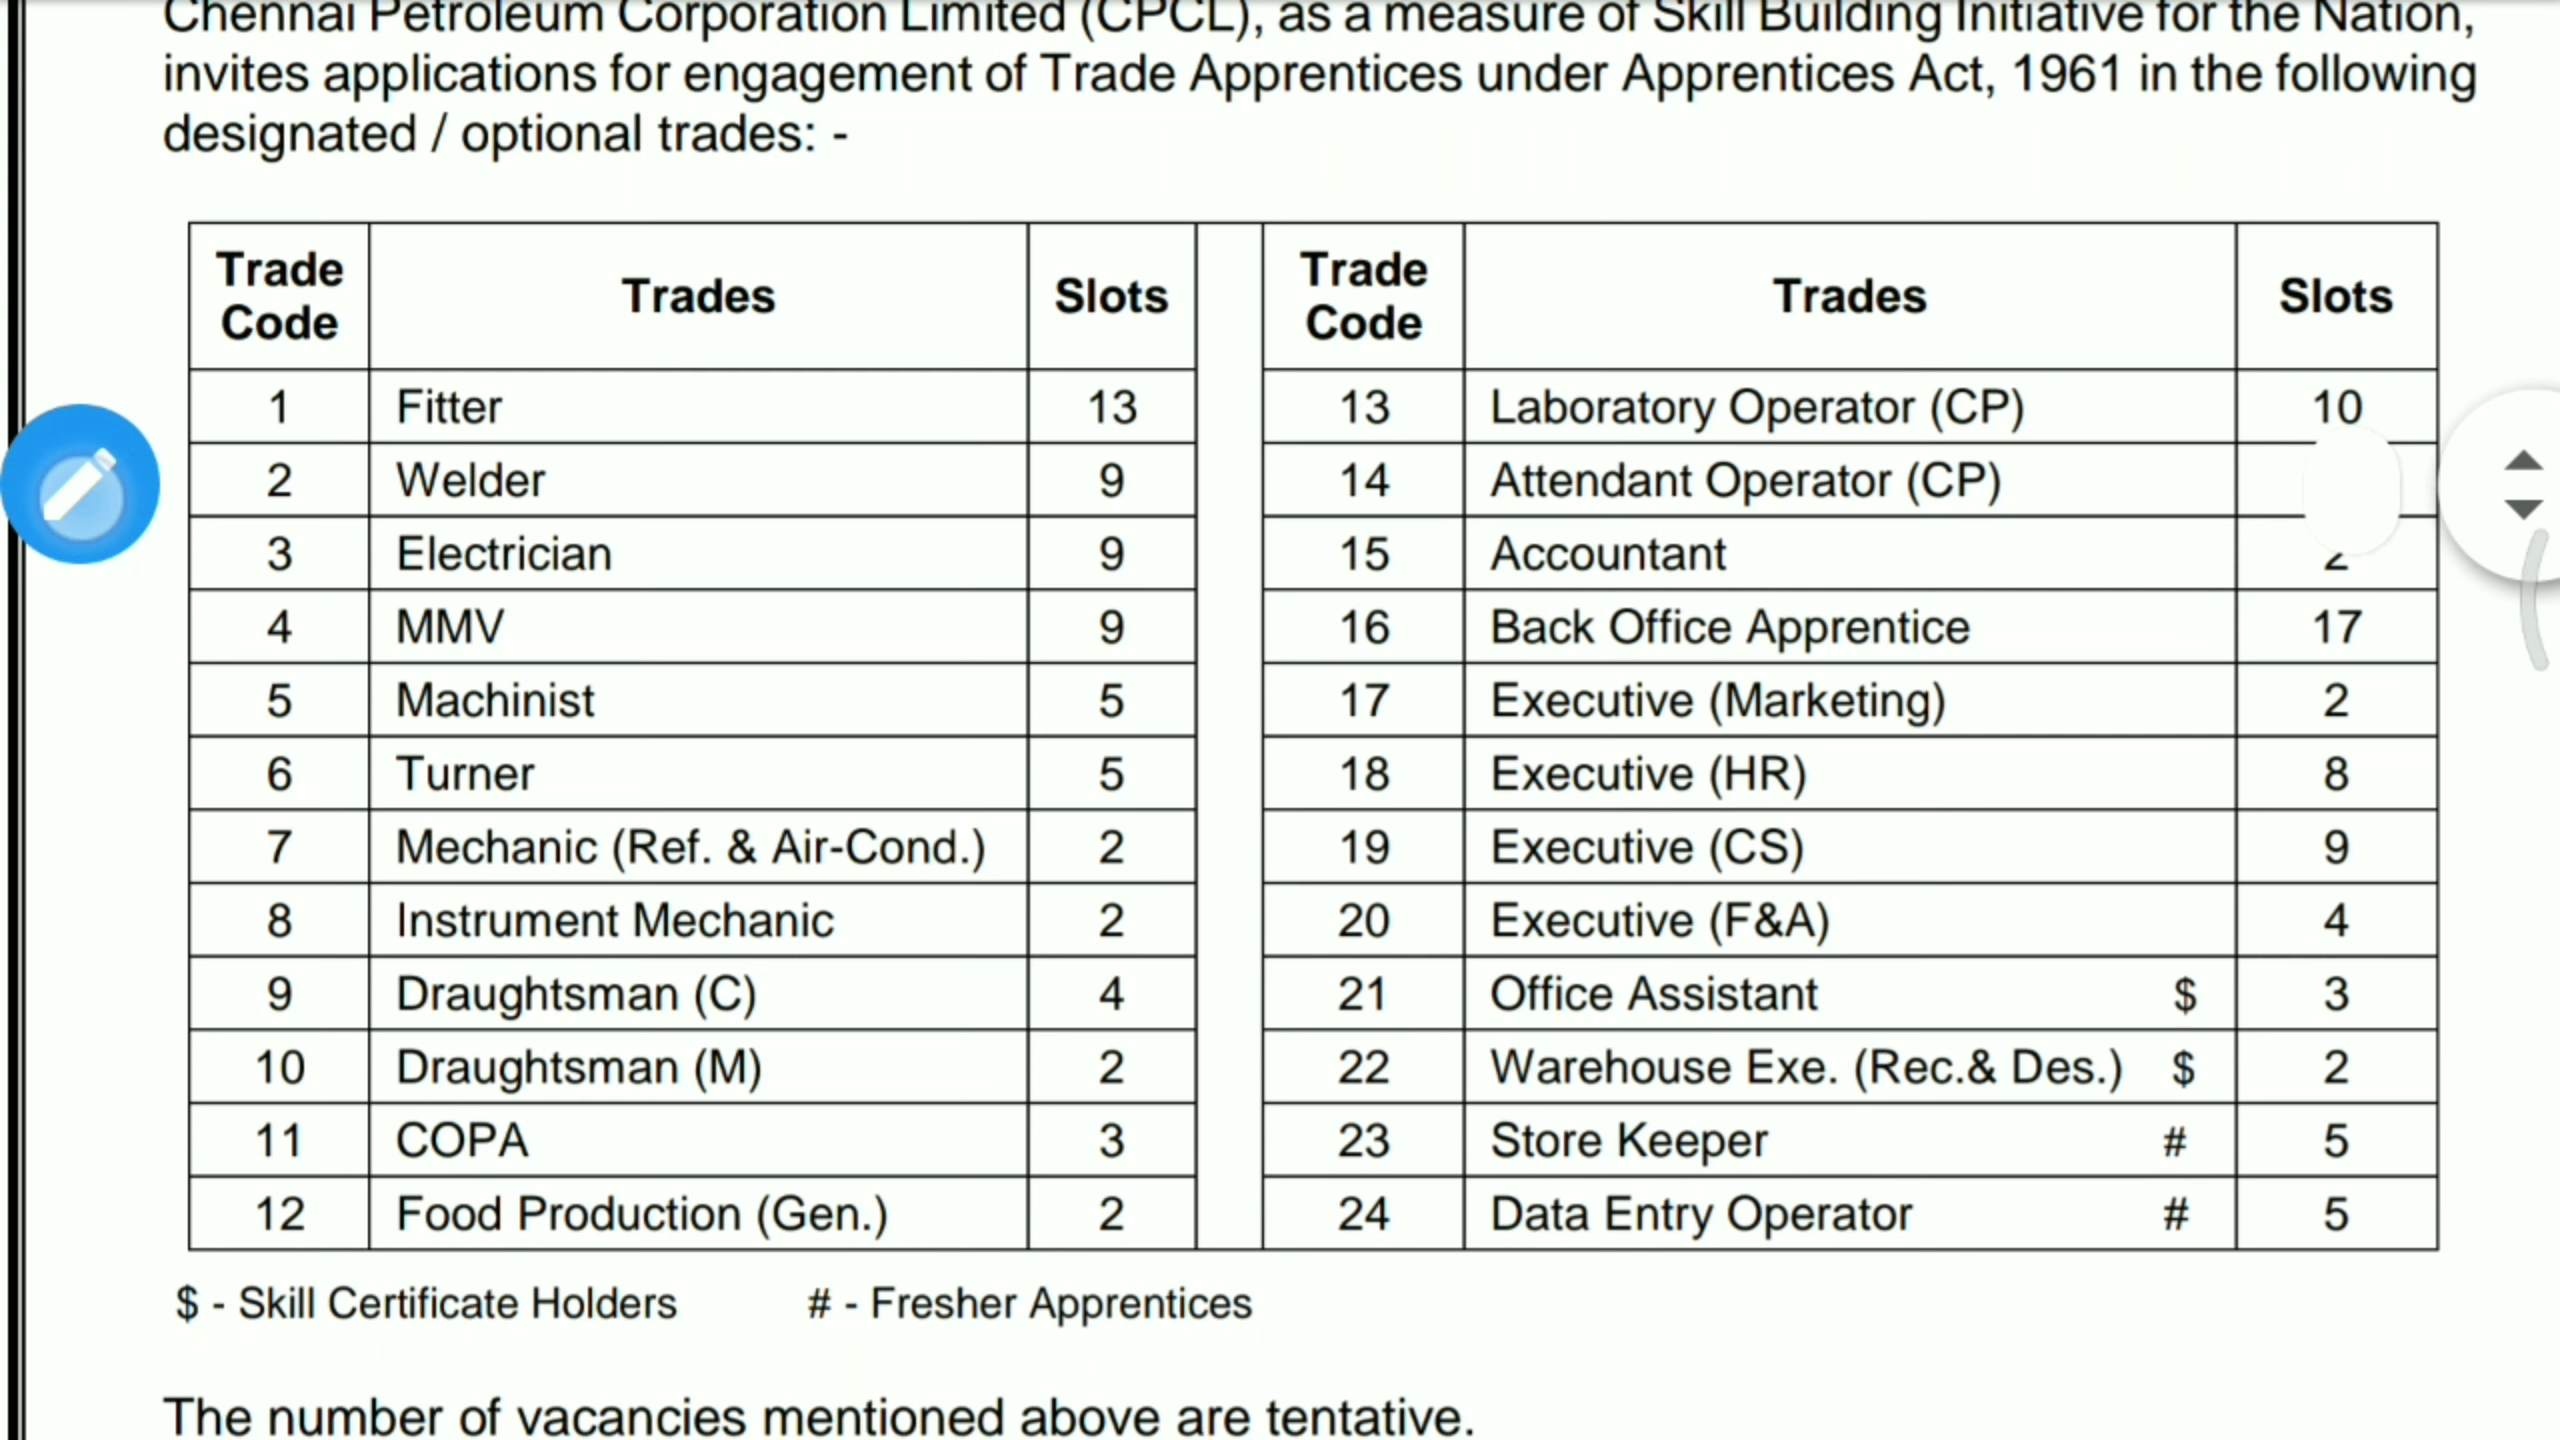 Chennai Petroleum Corporation Limited (CPCL), as a measure of Skill Building Initiative for the Nation,
invites applications for engagement of Trade Apprentices under Apprentices Act, 1961 in the following
designated / optional trades: -
Trade Code Trades Slots Trade Code Trades Slots
1 Fitter 13 13 Laboratory Operator (CP) 10
2 Welder 9 14 Attendant Operator (CP)
3 Electrician 9 15 Accountant
4 MMV 9 16 Back Office Apprentice 17
5 Machinist 5 17 Executive (Marketing) 2
6 Turner 5 18 Executive (HR) 8
7 Mechanic (Ref. & Air-Cond.) 2 19 Executive (CS) 9
8 Instrument Mechanic 2 20 Executive (F&A) 4
9 Draughtsman (C) 4 21 Office Assistant $ 3
10 Draughtsman (M) 2 22 Warehouse Exe. (Rec.& Des.) $ 2
11 COPA 3 23 Store Keeper # 5
12 Food Production (Gen.) 2 24 Data Entry Operator # 5
$ - Skill Certificate Holders # - Fresher Apprentices
The number of vacancies mentioned above are tentative.